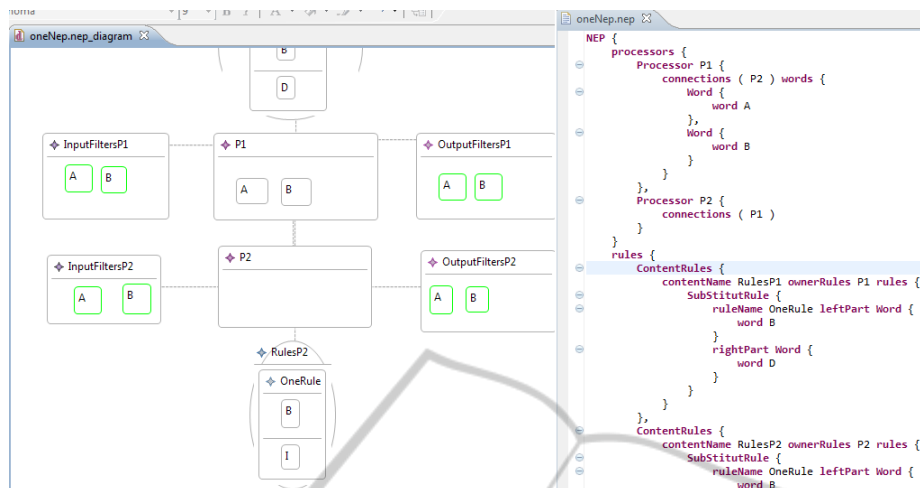 9
B
I
A
oneNep.nep_diagram
B
D
InputFiltersP1
A
B
P1
A
B
OutputFiltersP1
A
B
InputFiltersP2
A
B
P2
OutputFiltersP2
A
B
RulesP2
OneRule
B
I
oneNep.nep
NEP {
processors {
Processor P1 {
connections ( P2 ) words {
Word {
word A
},
Word {
word B
}
}
},
Processor P2 {
connections ( P1 )
}
}
rules {
ContentRules {
contentName RulesP1 ownerRules P1 rules {
SubStitutRule {
ruleName OneRule leftPart Word {
word B
}
rightPart Word {
word D
}
}
}
},
ContentRules {
contentName RulesP2 ownerRules P2 rules {
SubStitutRule {
ruleName OneRule leftPart Word {
word B